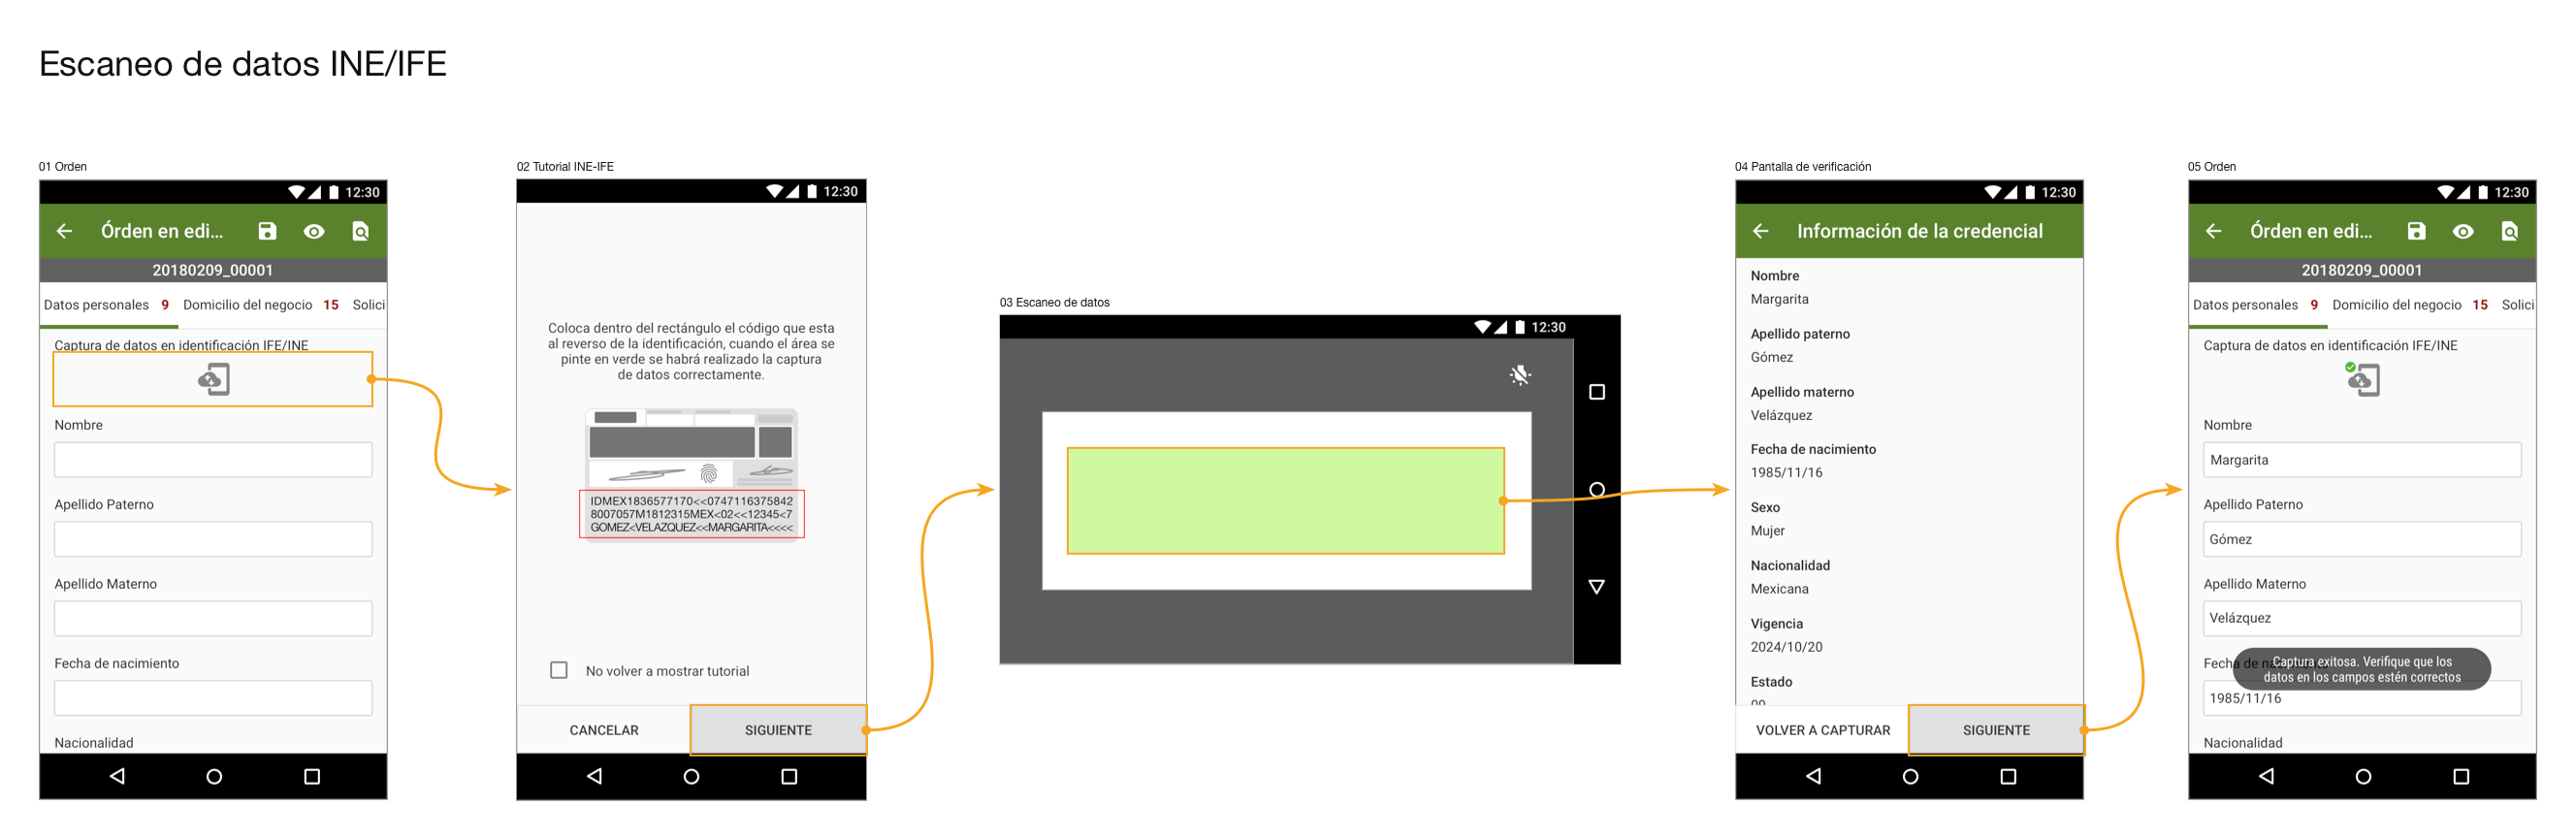 Escaneo de datos INE/IFE
01 Orden
12:30
Órden en edi...
20180209_00001
Datos personales 9 Domicilio del negocio 15 Solici
Captura de datos en identificación IFE/INE
Nombre
Apellido Paterno
Apellido Materno
Fecha de nacimiento
Nacionalidad
02 Tutorial INE-IFE
12:30
Coloca dentro del rectángulo el código que esta
al reverso de la identificación, cuando el área se
pinte en verde se habrá realizado la captura
de datos correctamente.
IDMEX1836577170<<0747116375842
8007057M1812315MEX<02<<12345<7
GOMEZ<VELAZQUEZ<<MARGARITA<<<<
No volver a mostrar tutorial
CANCELAR SIGUIENTE
03 Escaneo de datos
12:30
04 Pantalla de verificación
12:30
Información de la credencial
Nombre
Margarita
Apellido paterno
Gómez
Apellido materno
Velázquez
Fecha de nacimiento
1985/11/16
Sexo
Mujer
Nacionalidad
Mexicana
Vigencia
2024/10/20
Estado
VOLVER A CAPTURAR SIGUIENTE
05 Orden
12:30
Órden en edi...
20180209_00001
Datos personales 9 Domicilio del negocio 15 Solici
Captura de datos en identificación IFE/INE
Nombre
Margarita
Apellido Paterno
Gómez
Apellido Materno
Velázquez
Fecha de
Captura exitosa. Verifique que los
datos en los campos estén correctos
1985/11/16
Nacionalidad